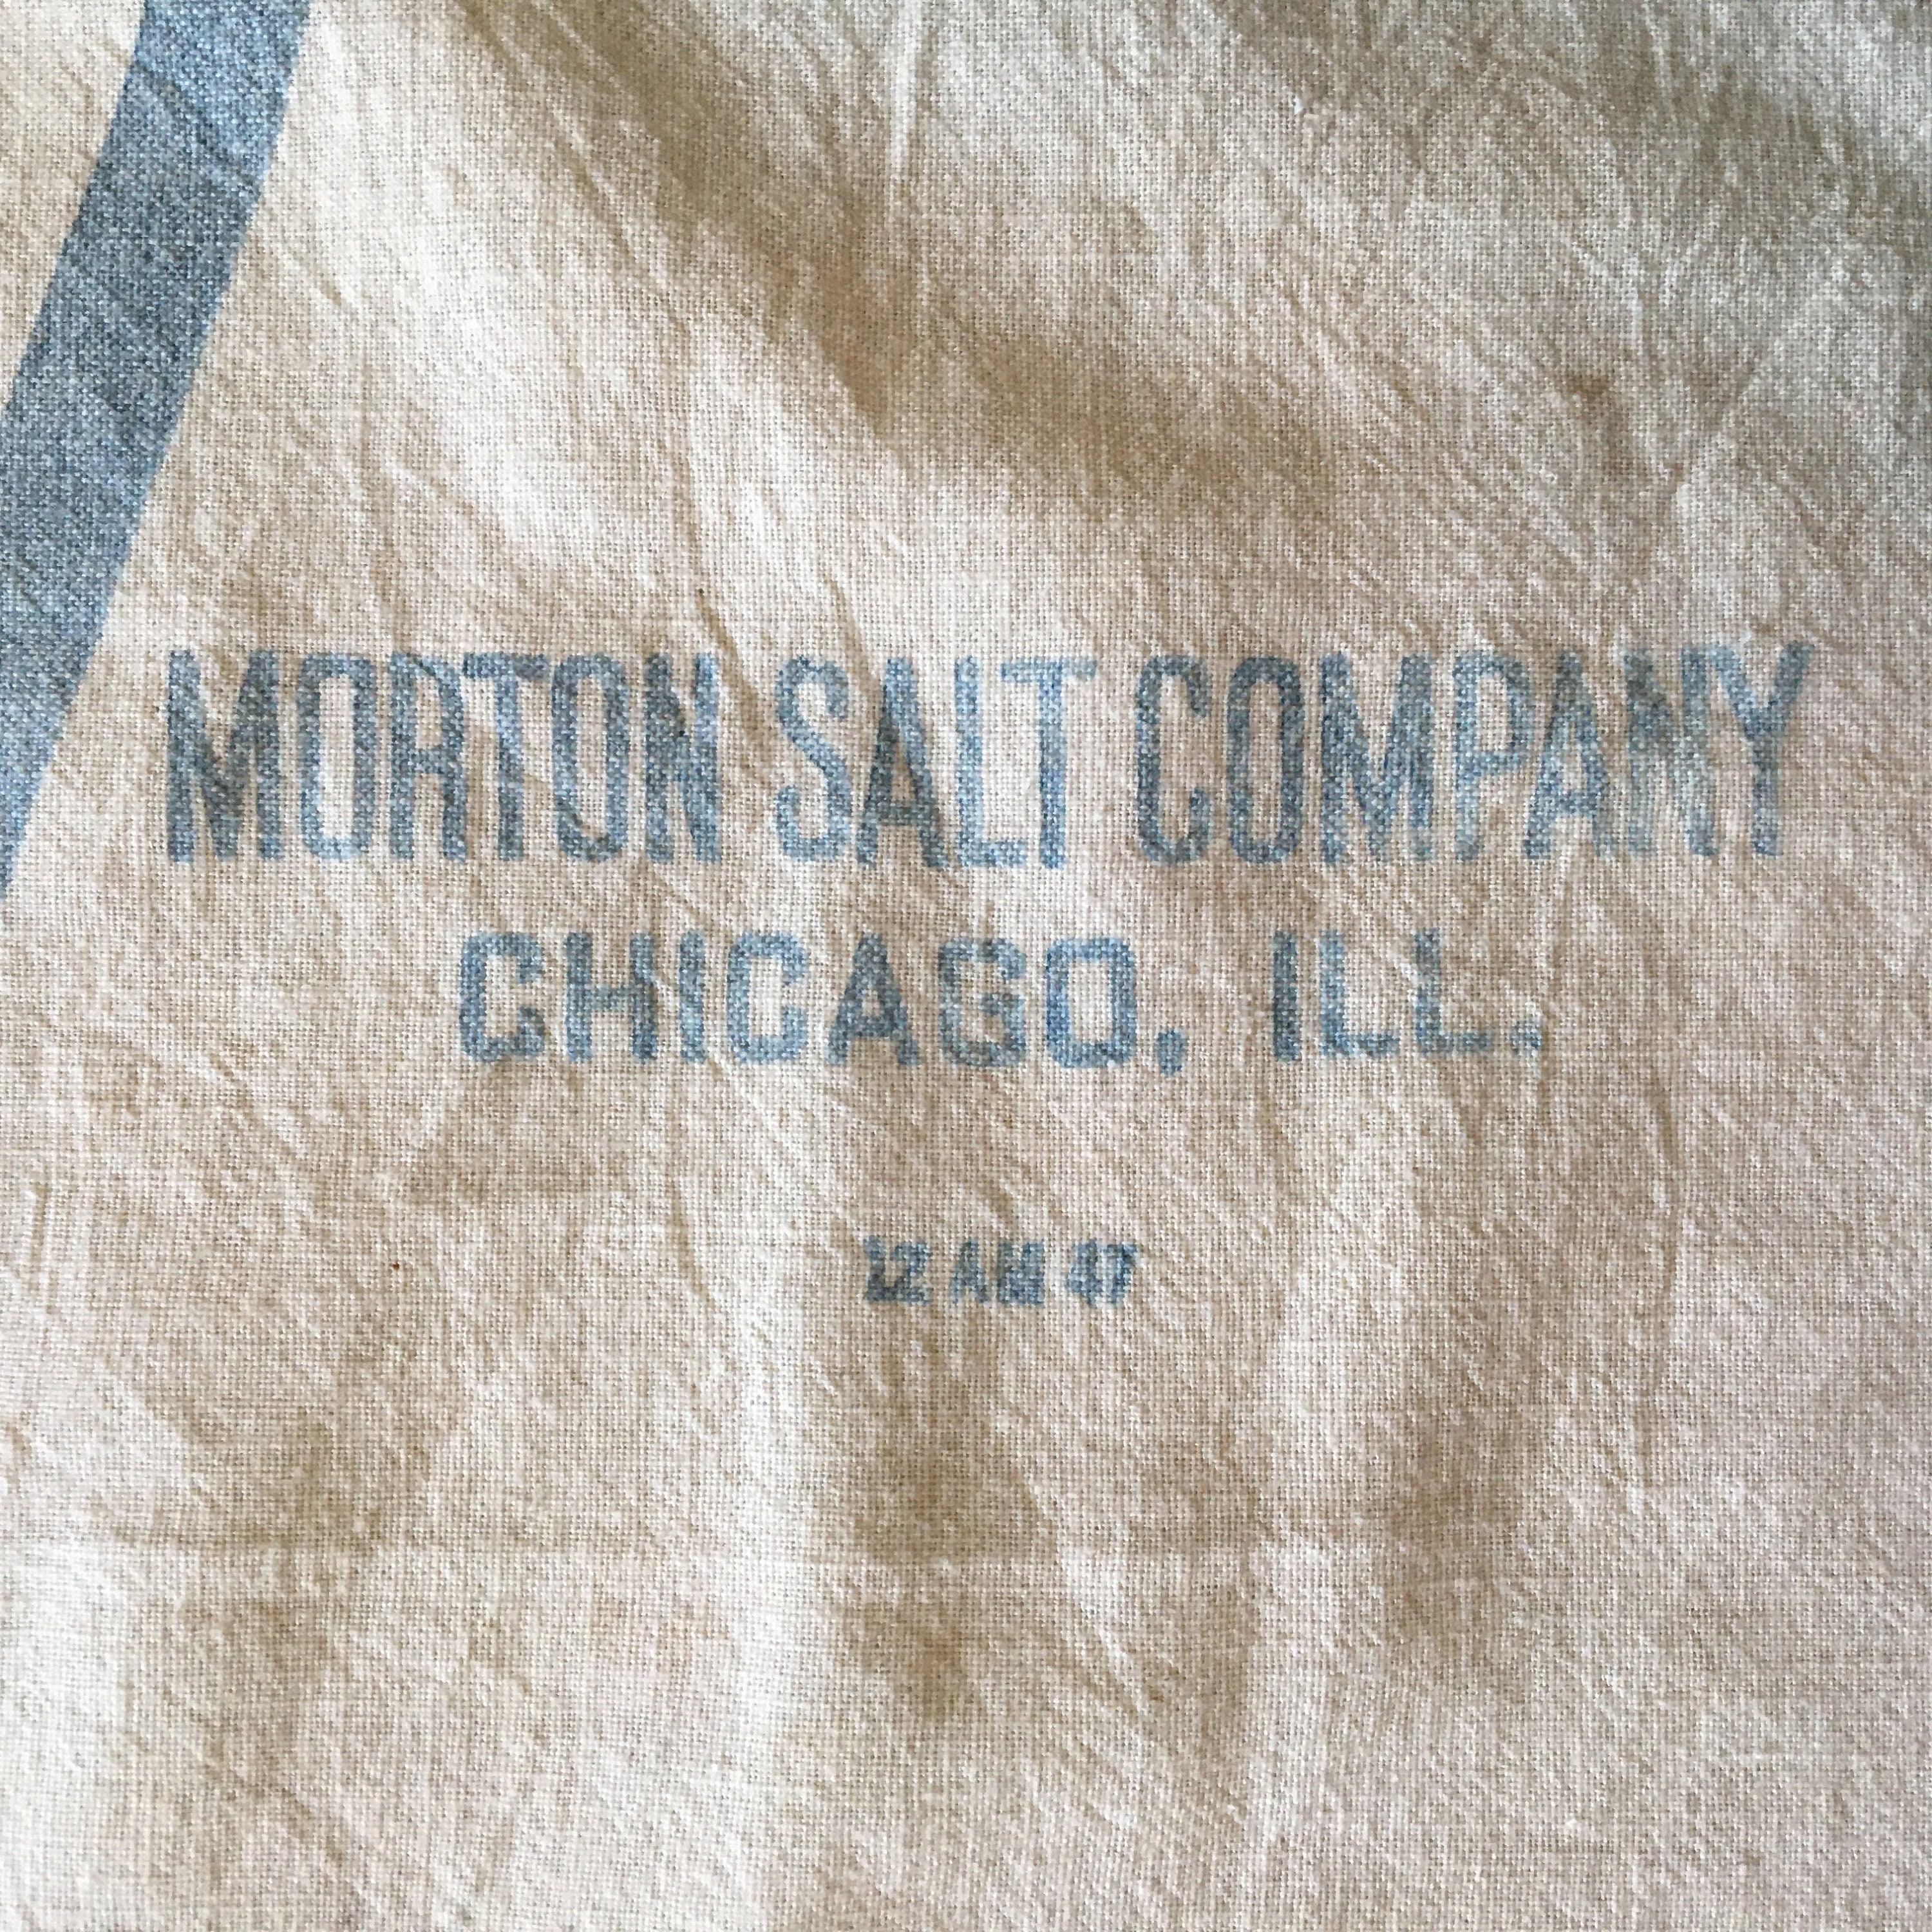 MORTON SALT COMPANY
CHICAGO, ILL.
12 AM 47